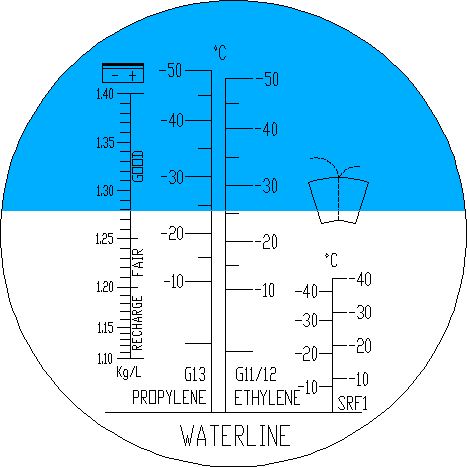 °C
- +
1.40
1.35
1.30
1.25
1.20
1.15
1.10
Kg/L
GOOD
FAIR
RECHARGE
-50
-40
-30
-20
-10
G13
PROPYLENE
-50
-40
-30
-20
-10
G11/12
ETHYLENE
°C
-40
-30
-20
-10
-40
-30
-20
-10
SRF1
WATERLINE